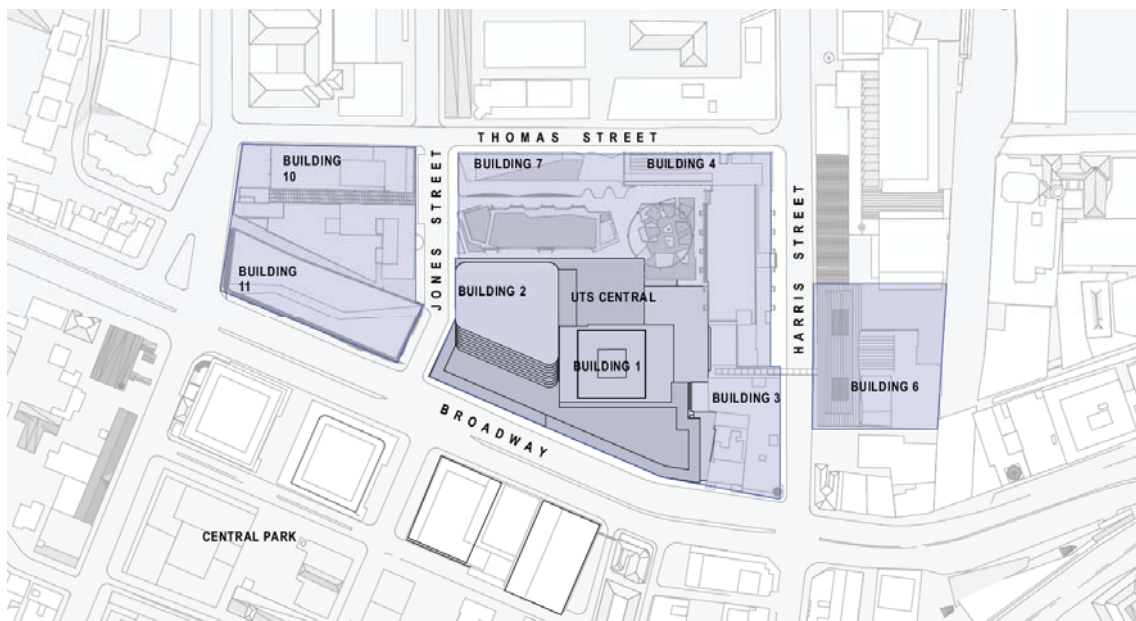 THOMAS STREET
BUILDING
10
BUILDING 7
BUILDING 4
JONES STREET
HARRIS STREET
BUILDING
11
BUILDING 2
UTS CENTRAL
BUILDING 1
BUILDING 3
BUILDING 6
BROADWAY
CENTRAL PARK